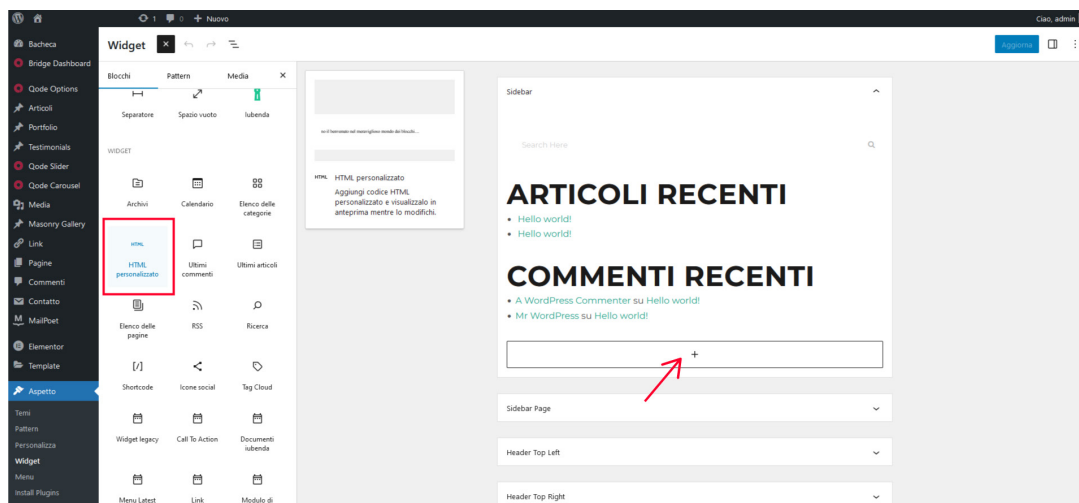 1 0 + Nuovo
Ciao, admin
Bacheca
Bridge Dashboard
Qode Options
Articoli
Portfolio
Testimonials
Qode Slider
Qode Carousel
Media
Masonry Gallery
Link
Pagine
Commenti
Contatto
MailPoet
Elementor
Template
Aspetto
Temi
Pattern
Personalizza
Widget
Menu
Install Plugins
Widget
Aggiorna
Blocchi Pattern Media
Separatore Spazio vuoto Iubenda
WIDGET
Archivi Calendario Elenco delle
categorie
HTML
HTML
personalizzato
Ultimi
commenti
Ultimi articoli
Elenco delle
pagine
RSS Ricerca
[/]
Shortcode Icone social Tag Cloud
Widget legacy Call To Action Documenti
iubenda
Menu Latest Link Modulo di
HTML HTML personalizzato
Aggiungi codice HTML
personalizzato e visualizzalo in
anteprima mentre lo modifichi.
Sidebar
Search Here
ARTICOLI RECENTI
• Hello world!
• Hello world!
COMMENTI RECENTI
• A WordPress Commenter su Hello world!
• Mr WordPress su Hello world!
+
Sidebar Page
Header Top Left
Header Top Right